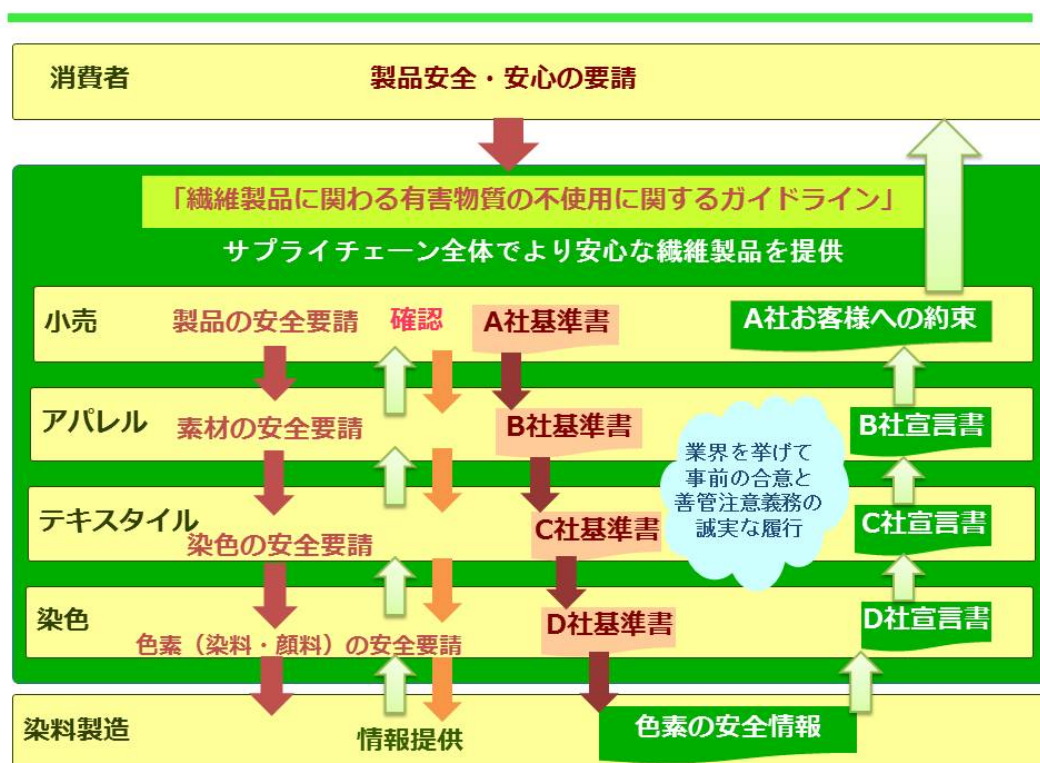 消費者
製品安全・安心の要請
「繊維製品に関わる有害物質の不使用に関するガイドライン」
サプライチェーン全体でより安心な繊維製品を提供
小売
製品の安全要請
確認
A社基準書
A社お客様への約束
アパレル
素材の安全要請
B社基準書
B社宣言書
業界を挙げて
事前の合意と
善管注意義務の
誠実な履行
テキスタイル
染色の安全要請
C社基準書
C社宣言書
染色
色素（染料・顔料）の安全要請
D社基準書
D社宣言書
染料製造
情報提供
色素の安全情報